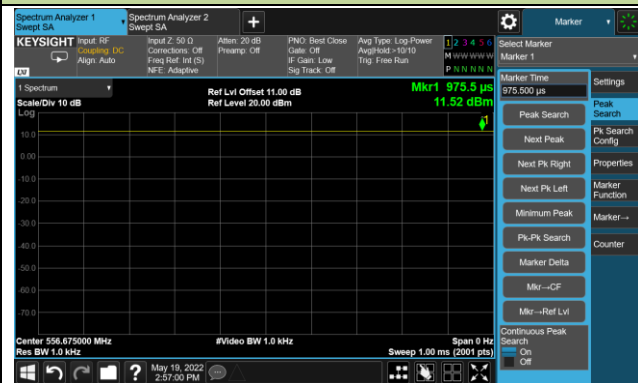 Spectrum Analyzer 1
Swept SA
Spectrum Analyzer 2
Swept SA
+
Marker
KEYSIGHT
Input: RF
Coupling: DC
Align: Auto
Input Z: 50 Ω
Corrections: Off
Freq Ref: Int (S)
NFE: Adaptive
Atten: 20 dB
Preamp: Off
PNO: Best Close
Gate: Off
IF Gain: Low
Sig Track: Off
Avg Type: Log-Power
Avg|Hold:>10/10
Trig: Free Run
1 2 3 4 5 6
M W W W W W
P N N N N N
LXI
Select Marker
Marker 1
1 Spectrum
Scale/Div 10 dB
Log
Ref Lvl Offset 11.00 dB
Ref Level 20.00 dBm
Mkr1 975.5 µs
11.52 dBm
1
10.0
0.00
-10.0
-20.0
-30.0
-40.0
-50.0
-60.0
-70.0
Center 556.675000 MHz
Res BW 1.0 kHz
#Video BW 1.0 kHz
Span 0 Hz
Sweep 1.00 ms (2001 pts)
Marker Time
975.500 µs
Peak Search
Next Peak
Next Pk Right
Next Pk Left
Minimum Peak
Pk-Pk Search
Marker Delta
Mkr→CF
Mkr→Ref Lvl
Continuous Peak
Search
On
Off
Settings
Peak
Search
Pk Search
Config
Properties
Marker
Function
Marker→
Counter
?
May 19, 2022
2:57:00 PM